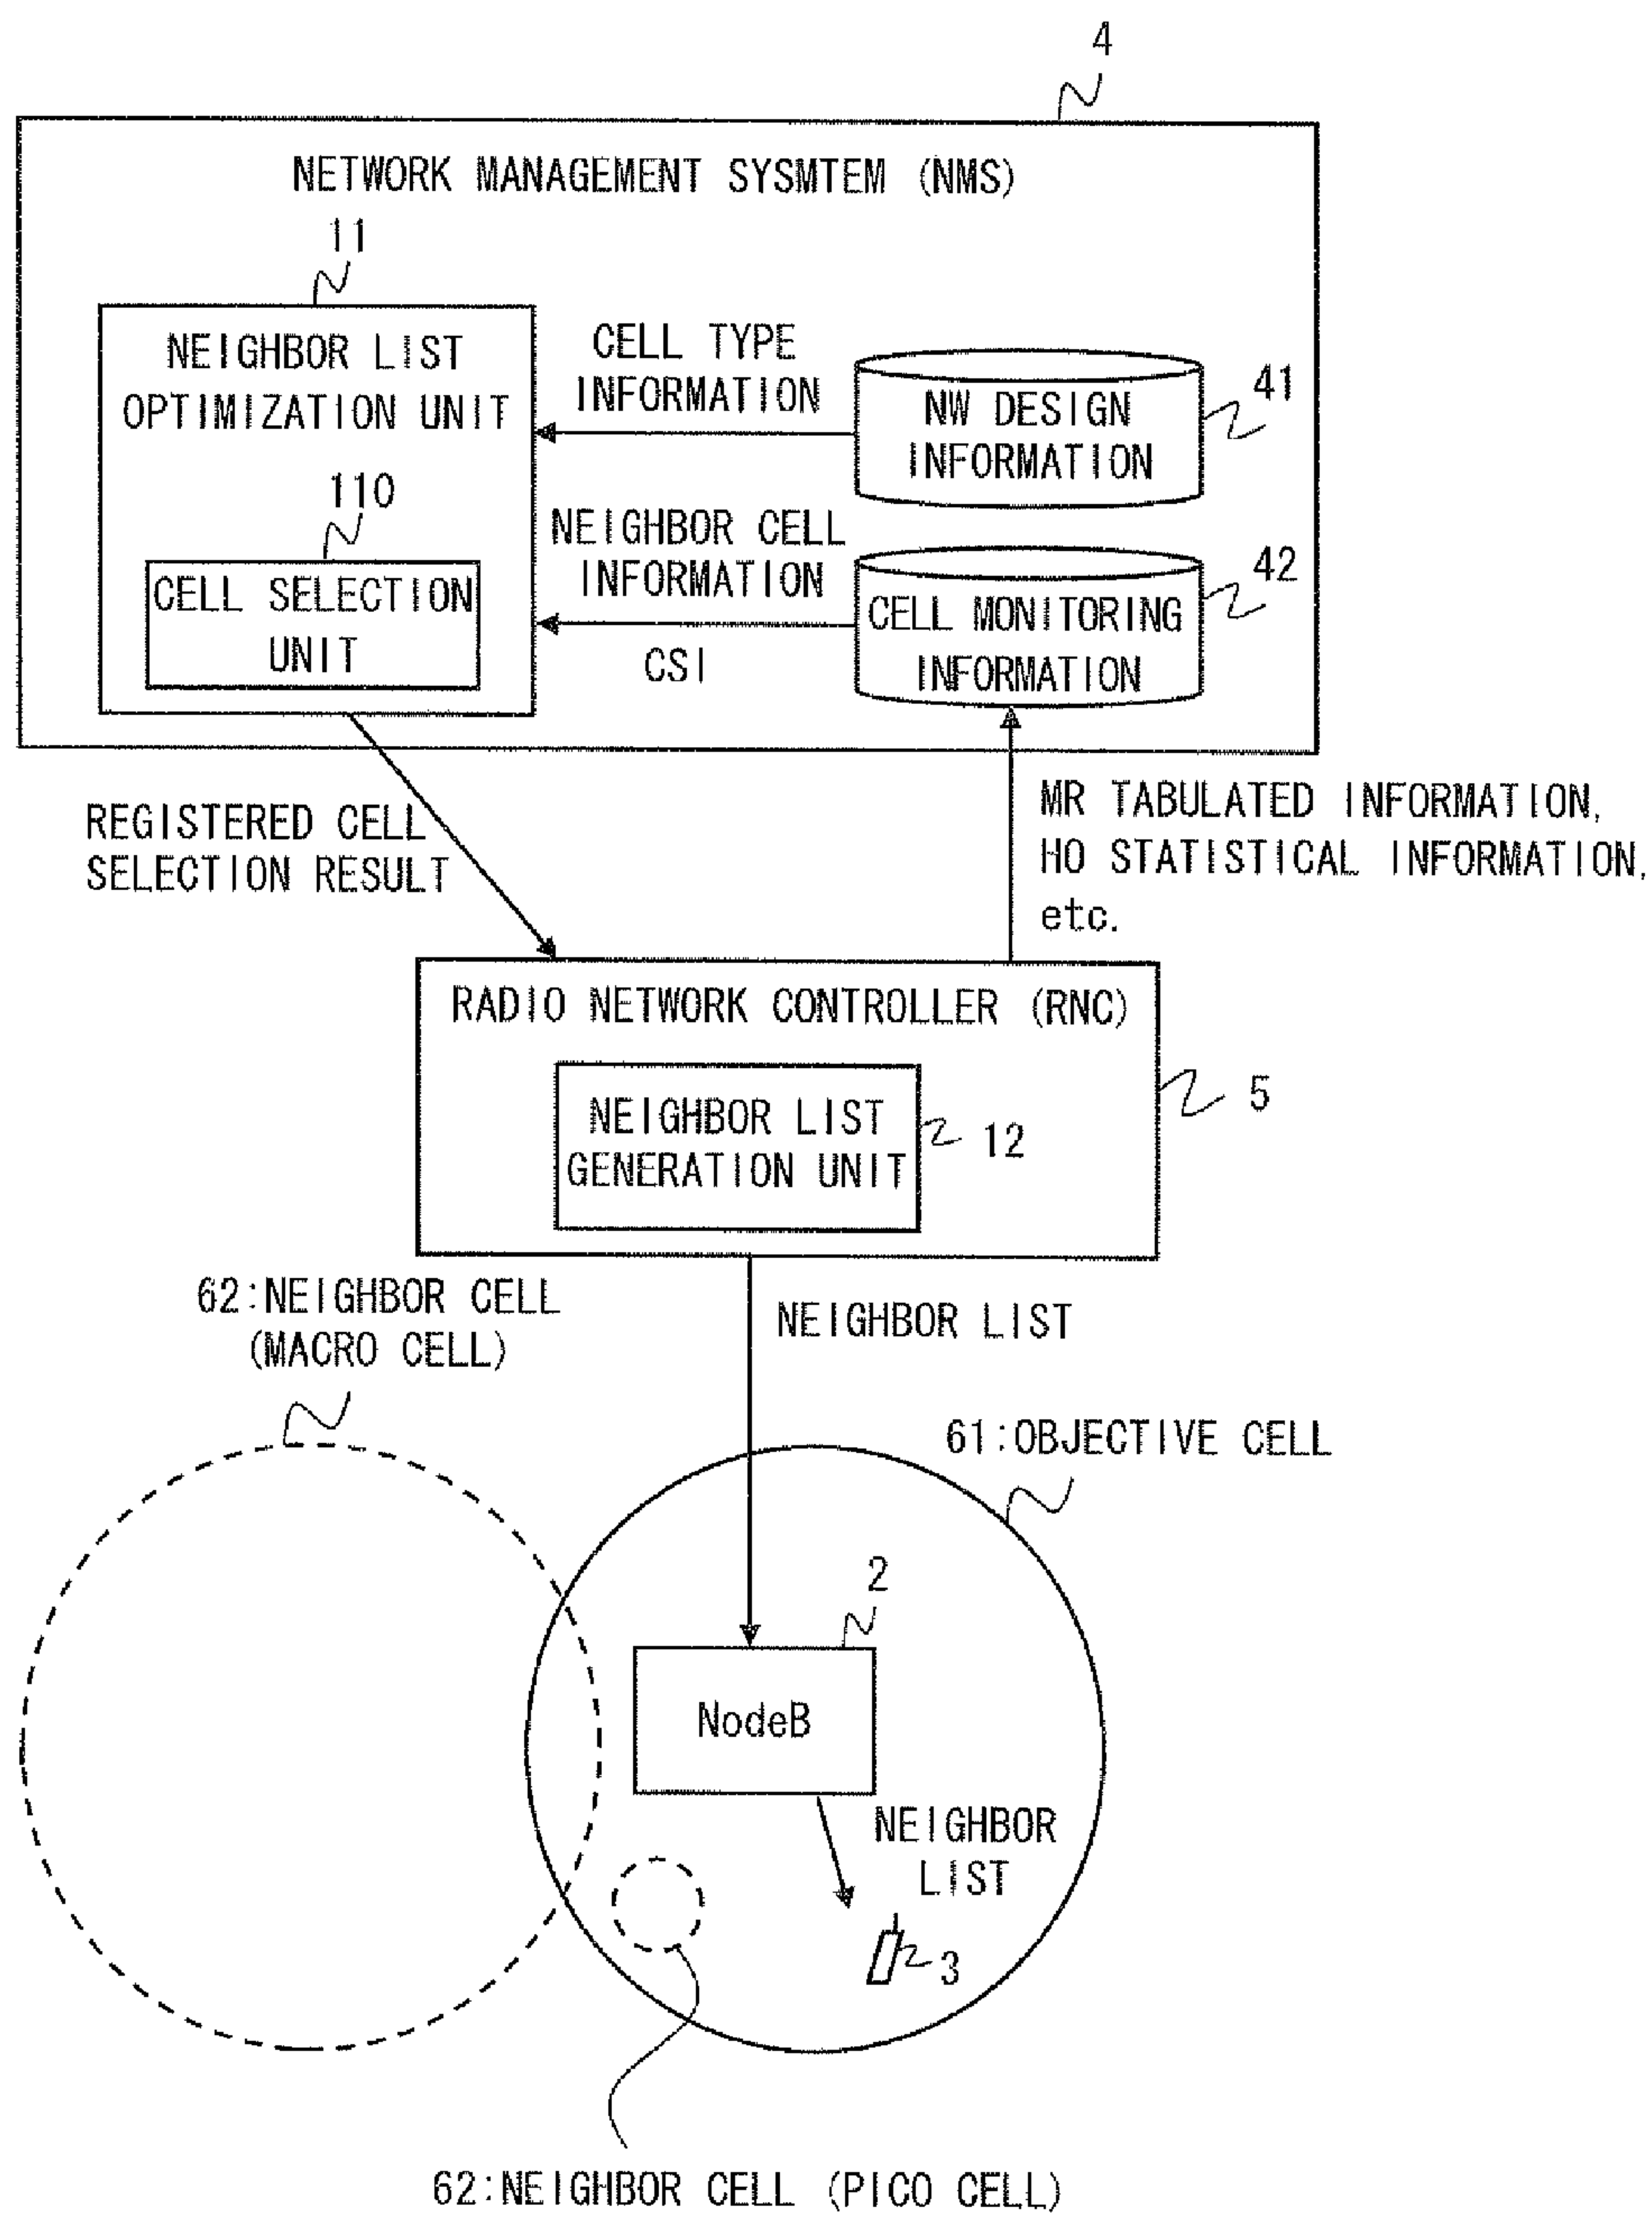 4
NETWORK MANAGEMENT SYSMTEM (NMS)
11
NEIGHBOR LIST
OPTIMIZATION UNIT
110
CELL SELECTION
UNIT
CELL TYPE
INFORMATION
NW DESIGN
INFORMATION
41
NEIGHBOR CELL
INFORMATION
CSI
CELL MONITORING
INFORMATION
42
REGISTERED CELL
SELECTION RESULT
MR TABULATED INFORMATION,
HO STATISTICAL INFORMATION,
etc.
RADIO NETWORK CONTROLLER (RNC)
NEIGHBOR LIST
GENERATION UNIT
12
5
62:NEIGHBOR CELL
(MACRO CELL)
NEIGHBOR LIST
61:OBJECTIVE CELL
2
NodeB
NEIGHBOR
LIST
3
62:NEIGHBOR CELL (PICO CELL)